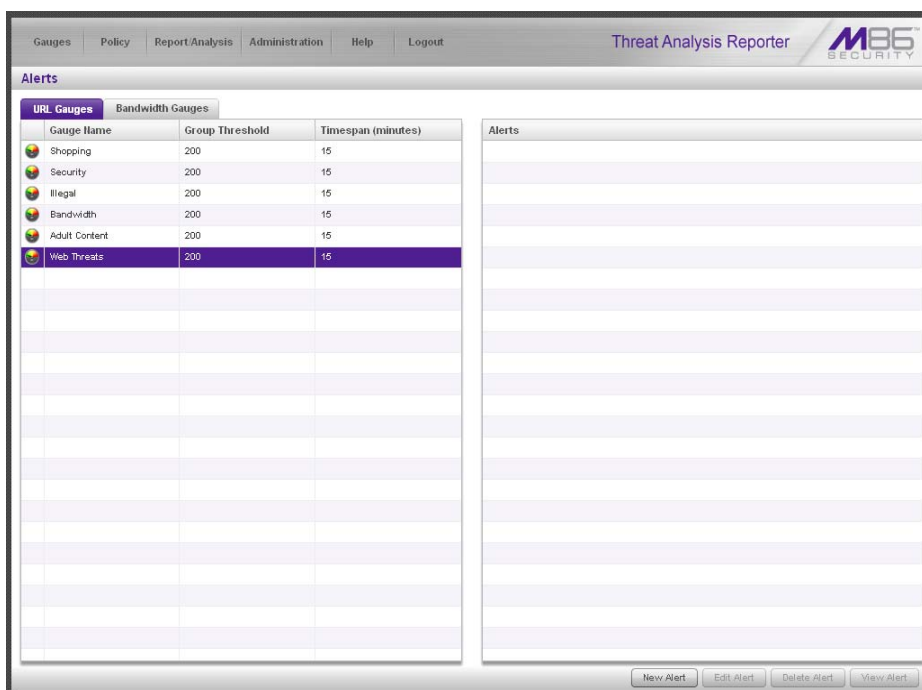 Gauges Policy Report/Analysis Administration Help Logout
Threat Analysis Reporter
M86 SECURITY
Alerts
URL Gauges Bandwidth Gauges
Gauge Name Group Threshold Timespan (minutes)
Shopping 200 15
Security 200 15
Illegal 200 15
Bandwidth 200 15
Adult Content 200 15
Web Threats 200 15
Alerts
New Alert Edit Alert Delete Alert View Alert